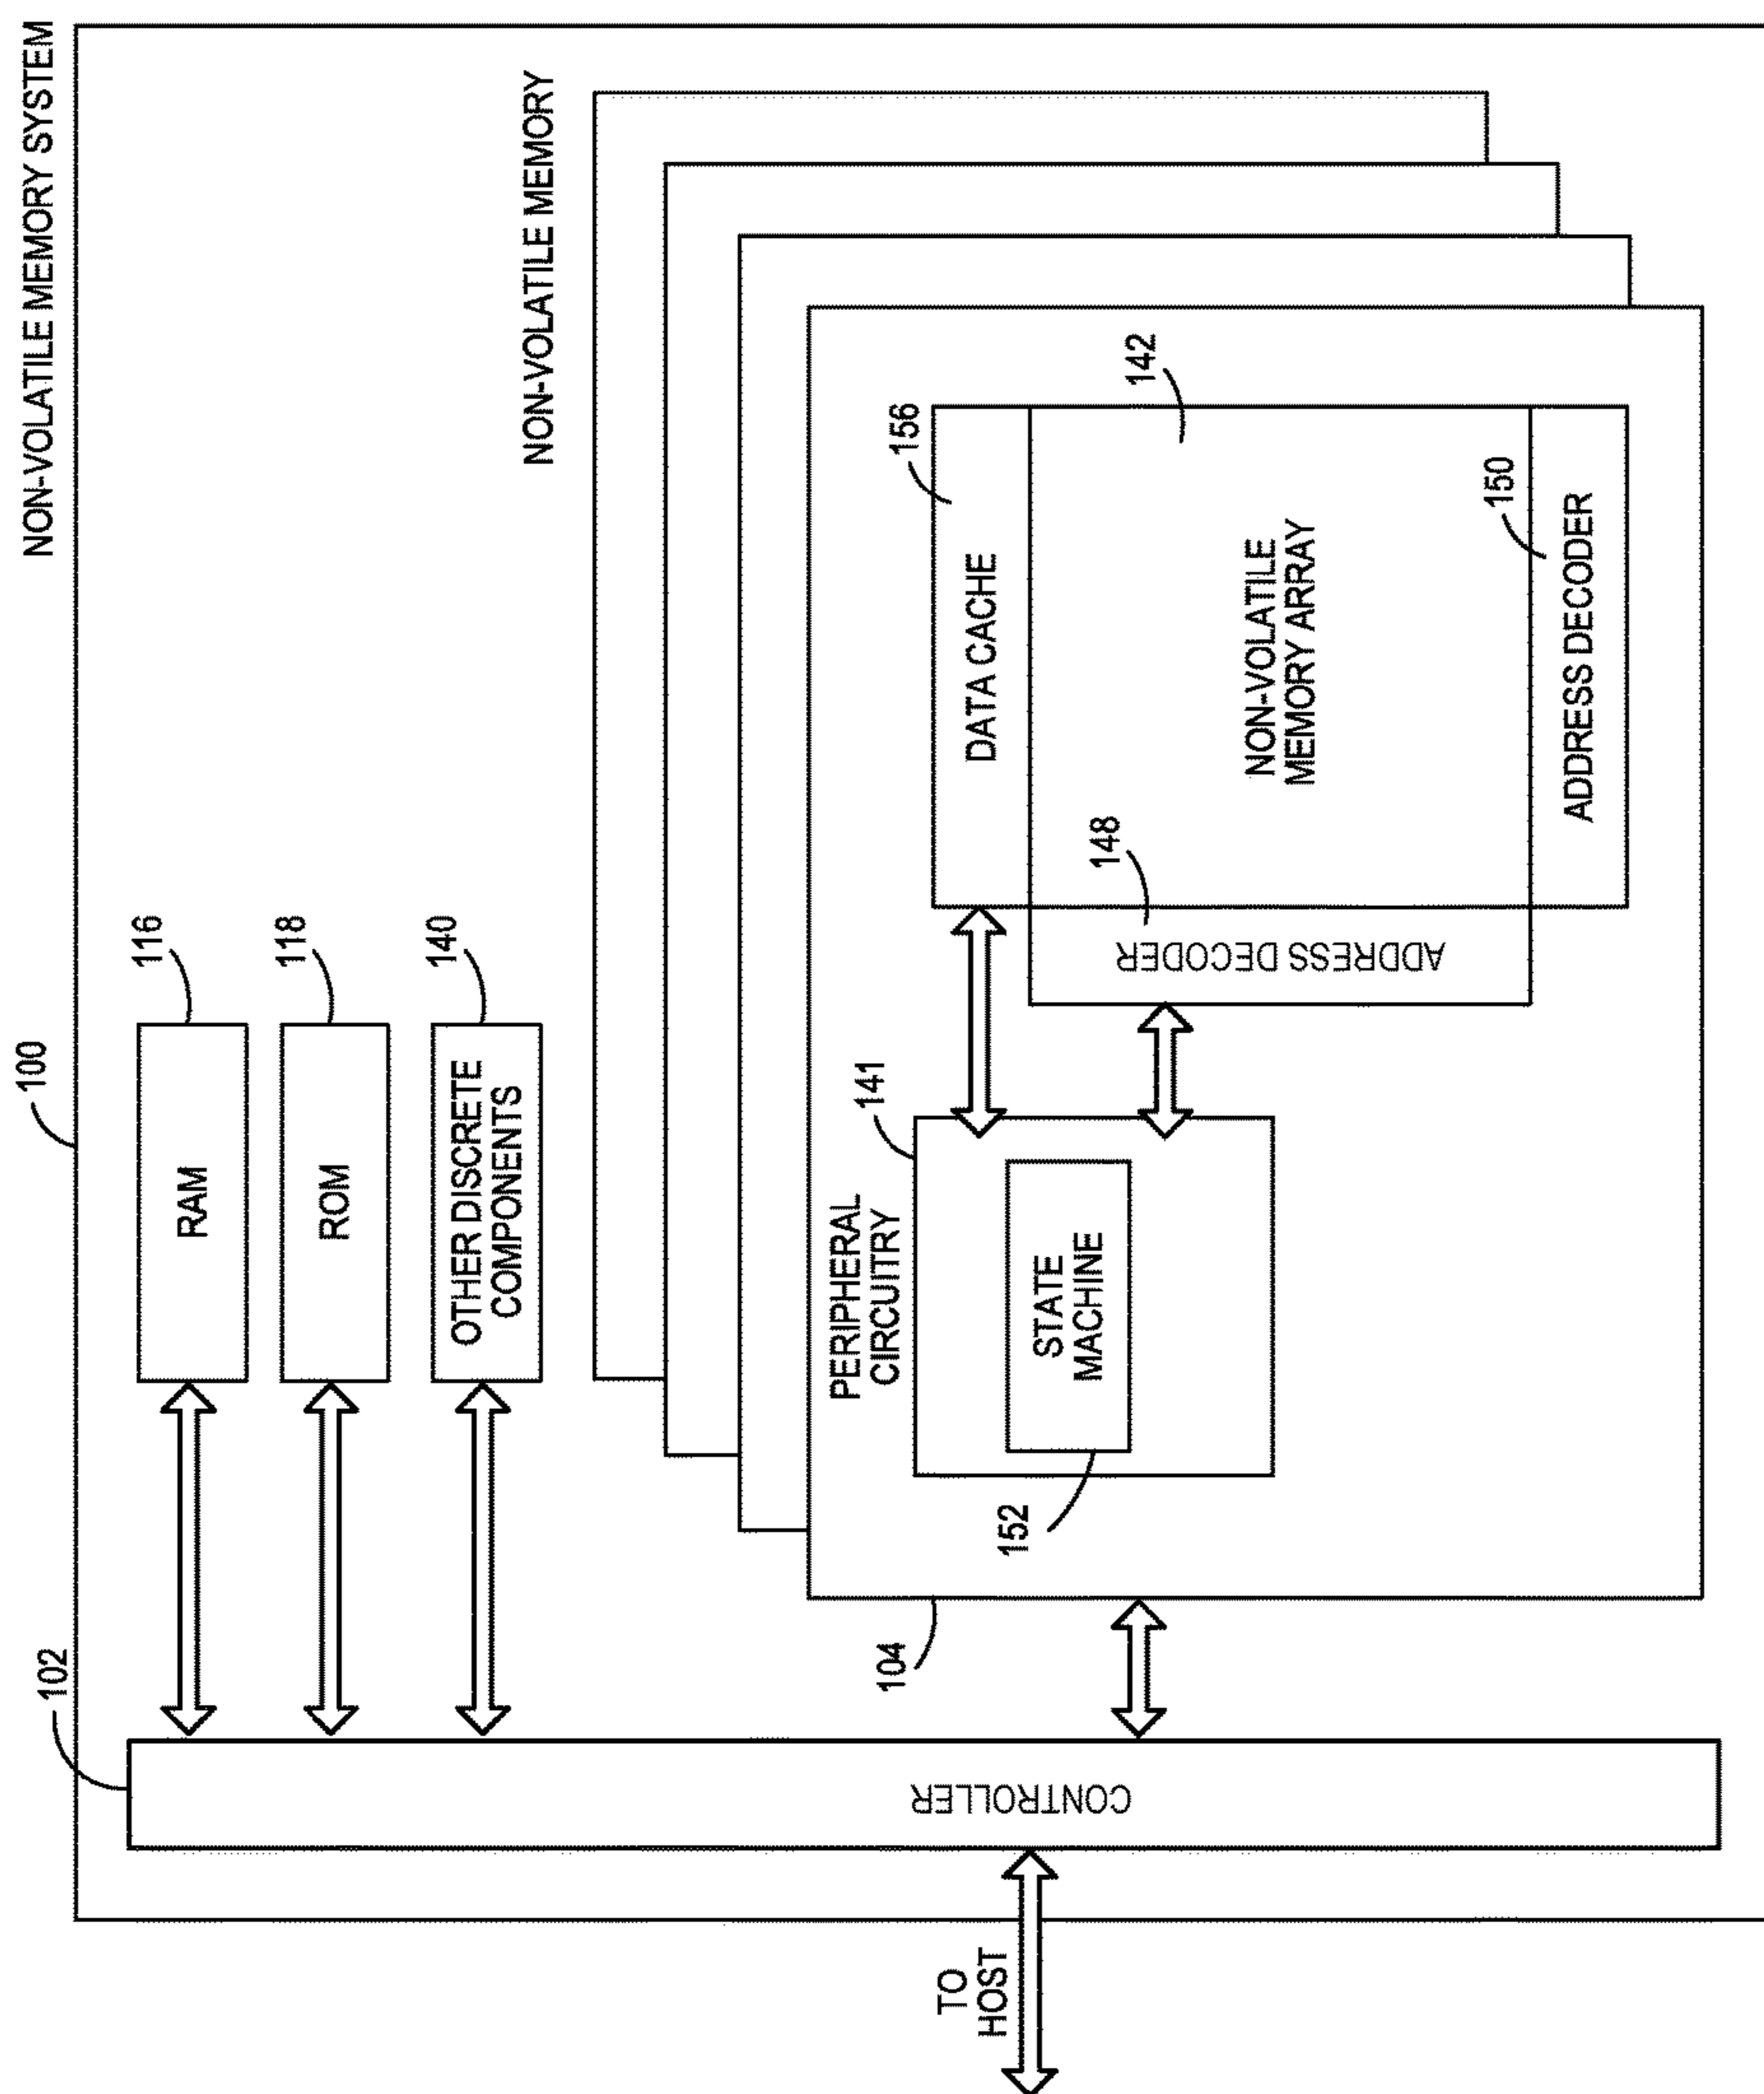 NON-VOLATILE MEMORY SYSTEM
100
102
116
RAM
118
ROM
140
OTHER DISCRETE
COMPONENTS
NON-VOLATILE MEMORY
104
PERIPHERAL
CIRCUITRY
141
STATE
MACHINE
152
156
DATA CACHE
142
NON-VOLATILE
MEMORY ARRAY
148
ADDRESS DECODER
150
ADDRESS DECODER
CONTROLLER
TO
HOST